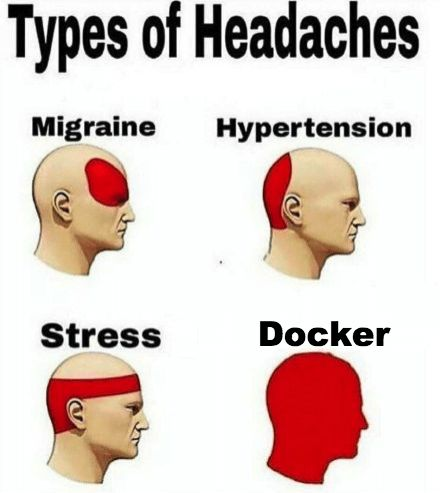 Types of Headaches
Migraine
Hypertension
Stress
Docker